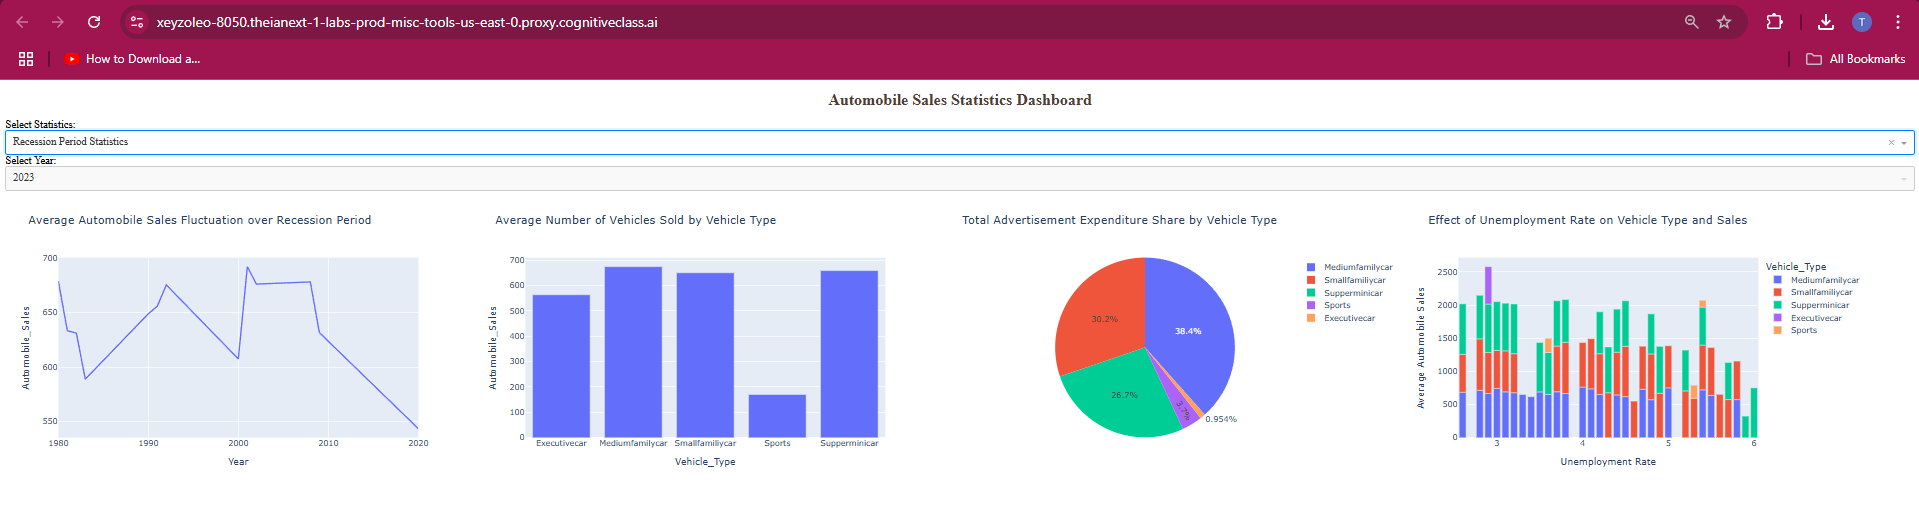 xeyzoleo-8050.theianext-1-labs-prod-misc-tools-us-east-0.proxy.cognitiveclass.ai
T
How to Download a...
All Bookmarks
Automobile Sales Statistics Dashboard
Select Statistics:
Recession Period Statistics
Select Year:
2023
Average Automobile Sales Fluctuation over Recession Period
700
650
600
550
Automobile_Sales
1980 1990 2000 2010 2020
Year
Average Number of Vehicles Sold by Vehicle Type
700
600
500
400
300
200
100
0
Automobile_Sales
Executivecar Mediumfamilycar Smallfamiliycar Sports Supperminicar
Vehicle_Type
Total Advertisement Expenditure Share by Vehicle Type
30.2%
38.4%
26.7%
3.7%
0.954%
Mediumfamilycar
Smallfamiliycar
Supperminicar
Sports
Executivecar
Effect of Unemployment Rate on Vehicle Type and Sales
2500
2000
1500
1000
500
0
Average Automobile Sales
3 4 5 6
Unemployment Rate
Vehicle_Type
Mediumfamilycar
Smallfamiliycar
Supperminicar
Executivecar
Sports